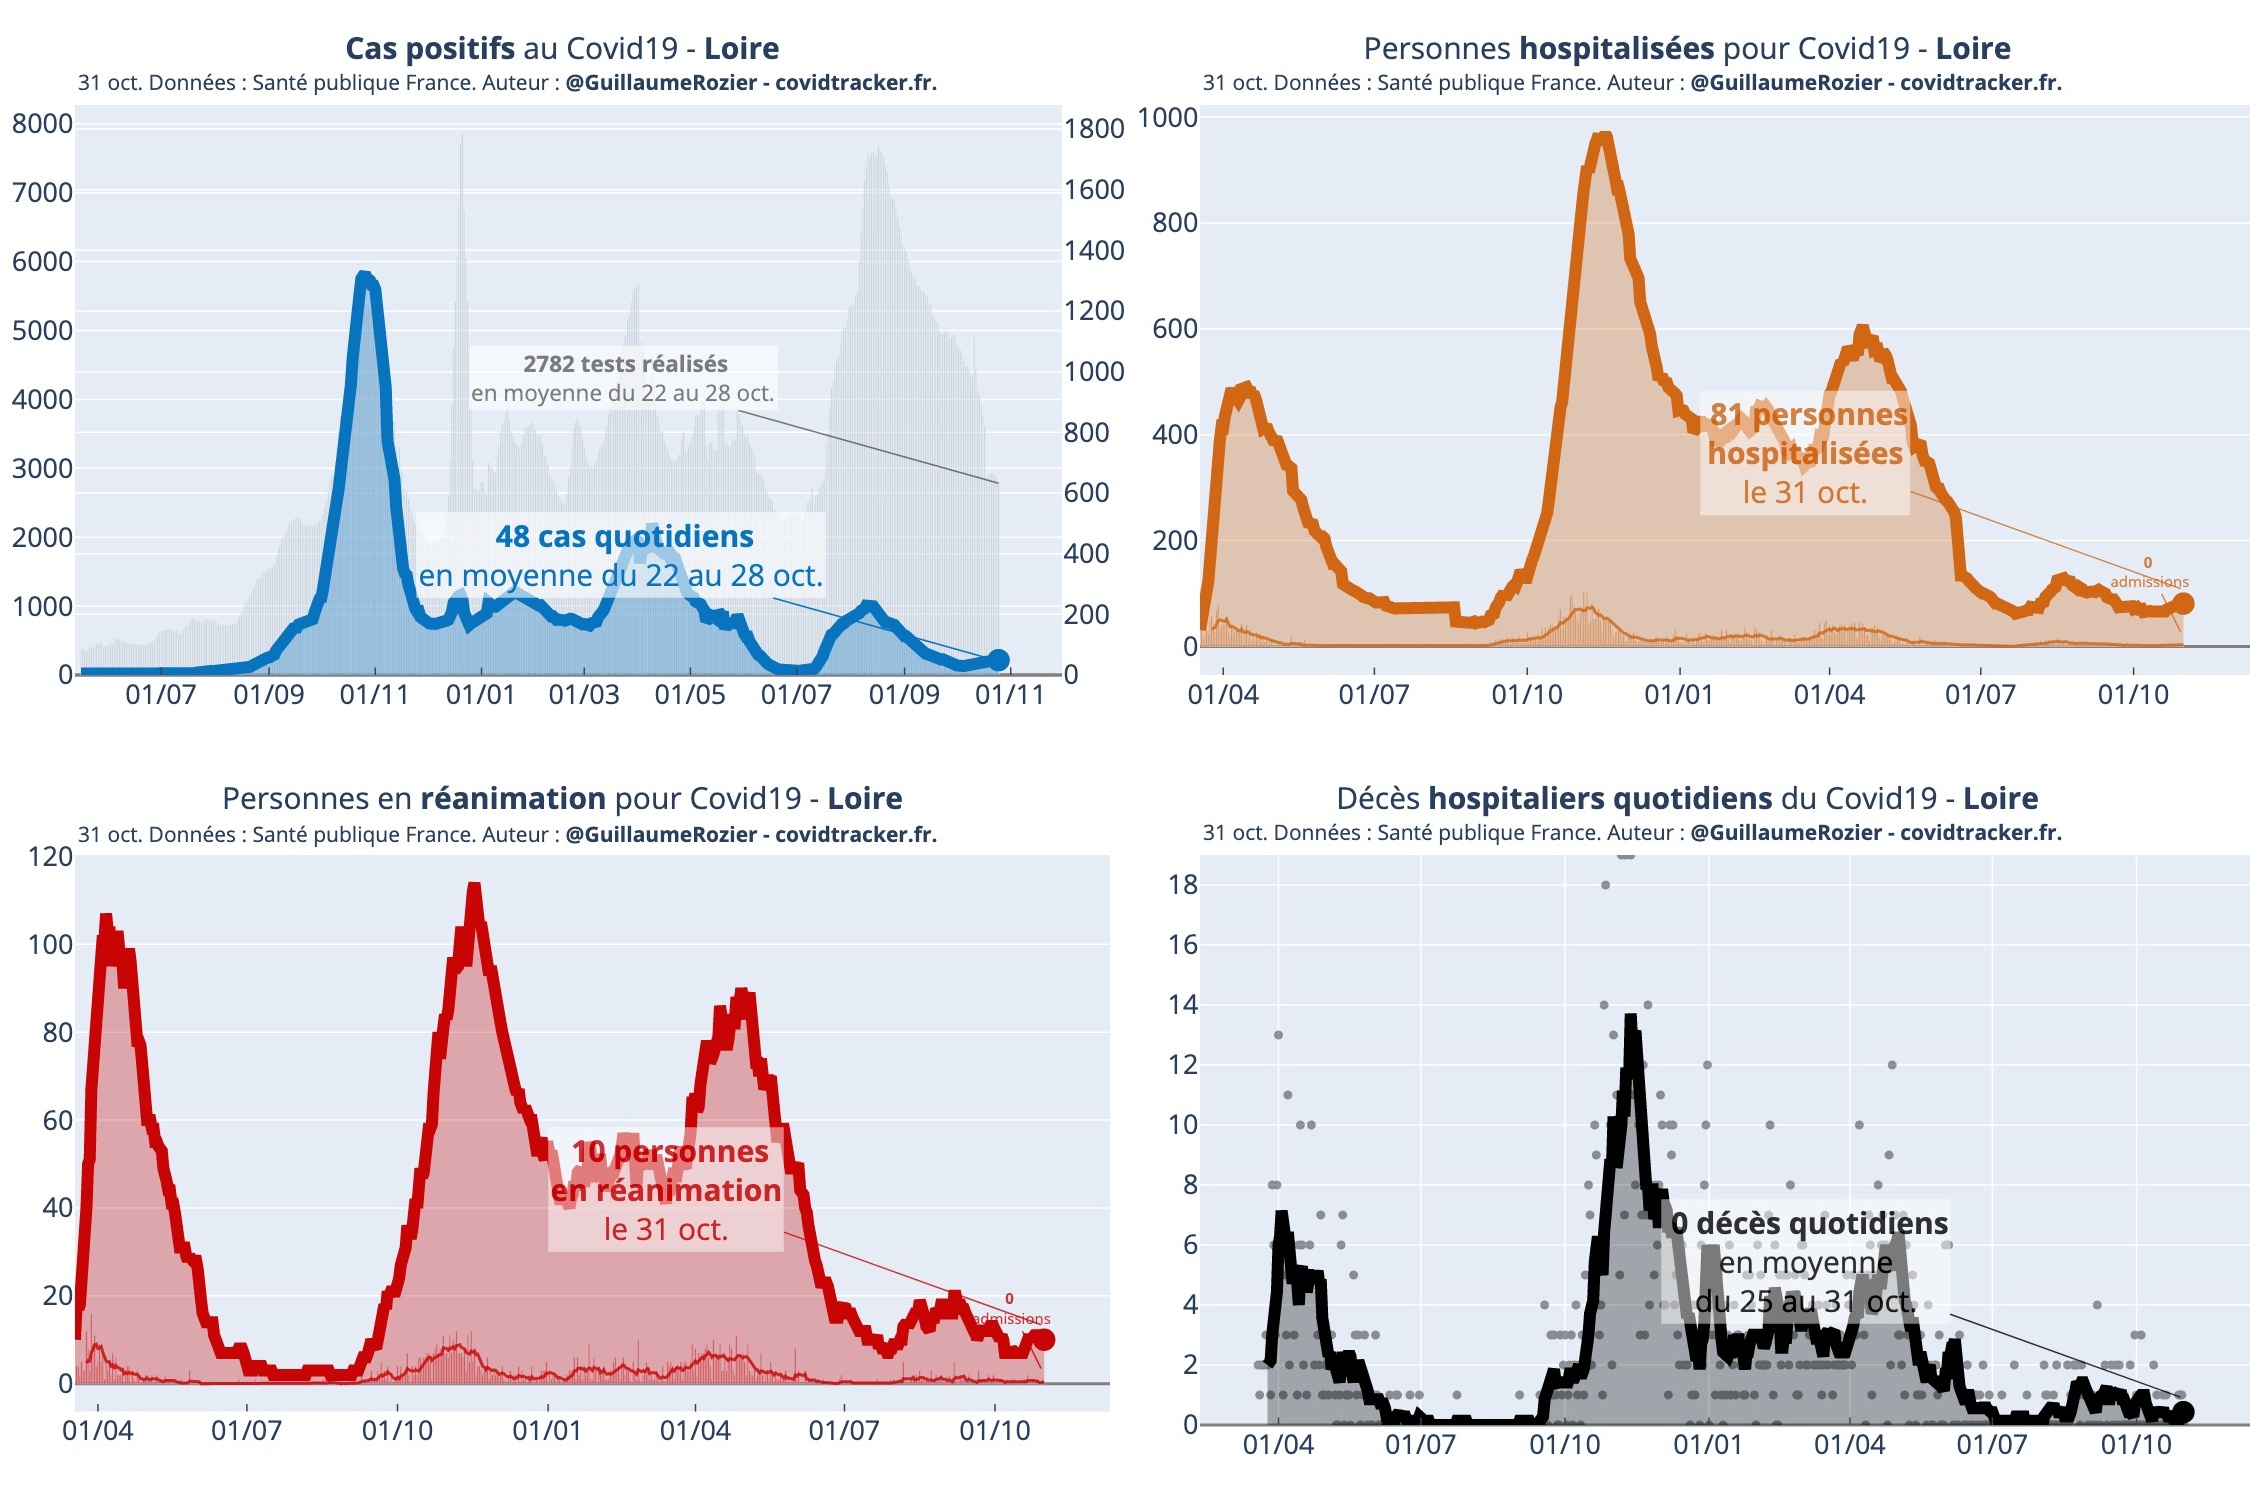 Cas positifs au Covid19 - Loire
31 oct. Données : Santé publique France. Auteur : @GuillaumeRozier - covidtracker.fr.
8000
7000
6000
5000
4000
3000
2000
1000
0
1800
1600
1400
1200
1000
800
600
400
200
0
2782 tests réalisés
en moyenne du 22 au 28 oct.
48 cas quotidiens
en moyenne du 22 au 28 oct.
01/07 01/09 01/11 01/01 01/03 01/05 01/07 01/09 01/11
Personnes hospitalisées pour Covid19 - Loire
31 oct. Données : Santé publique France. Auteur : @GuillaumeRozier - covidtracker.fr.
1000
800
600
400
200
0
81 personnes
hospitalisées
le 31 oct.
0
admissions
01/04 01/07 01/10 01/01 01/04 01/07 01/10
Personnes en réanimation pour Covid19 - Loire
31 oct. Données : Santé publique France. Auteur : @GuillaumeRozier - covidtracker.fr.
120
100
80
60
40
20
0
10 personnes
en réanimation
le 31 oct.
0
admissions
01/04 01/07 01/10 01/01 01/04 01/07 01/10
Décès hospitaliers quotidiens du Covid19 - Loire
31 oct. Données : Santé publique France. Auteur : @GuillaumeRozier - covidtracker.fr.
18
16
14
12
10
8
6
4
2
0
0 décès quotidiens
en moyenne
du 25 au 31 oct.
01/04 01/07 01/10 01/01 01/04 01/07 01/10